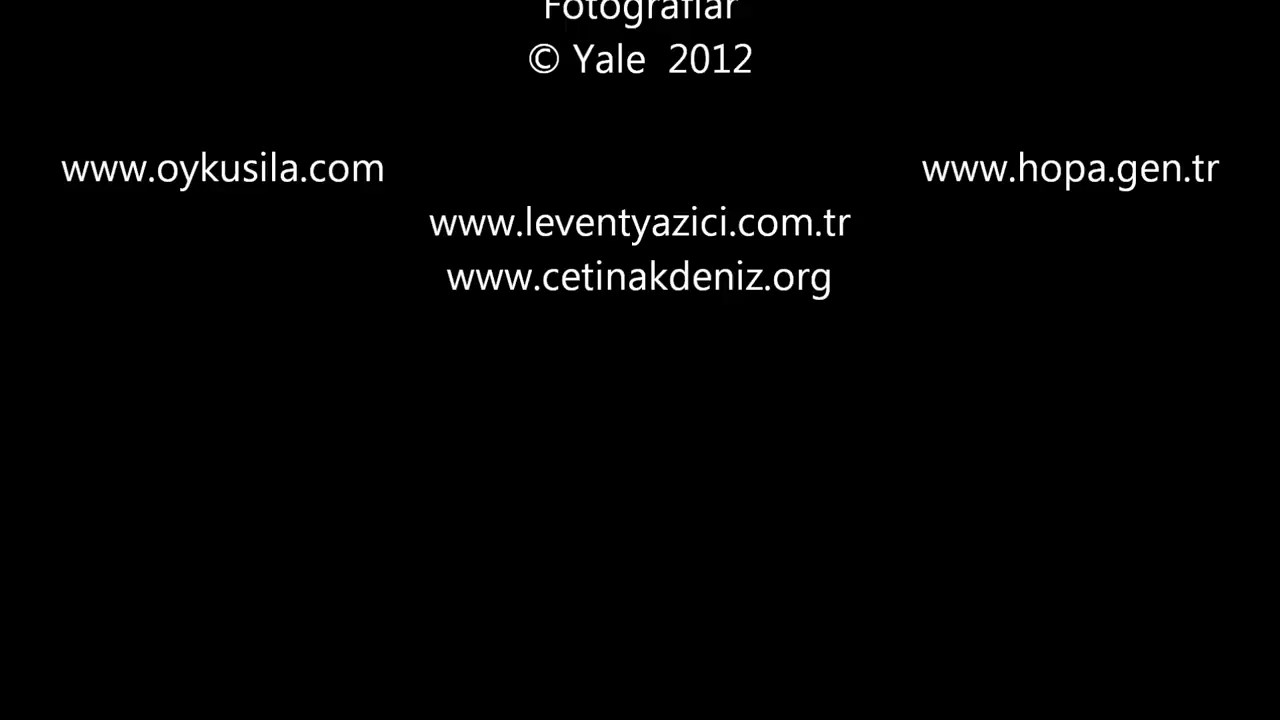 Fotoğraflar
© Yale 2012
www.oykusila.com www.hopa.gen.tr
www.leventyazici.com.tr
www.cetinakdeniz.org